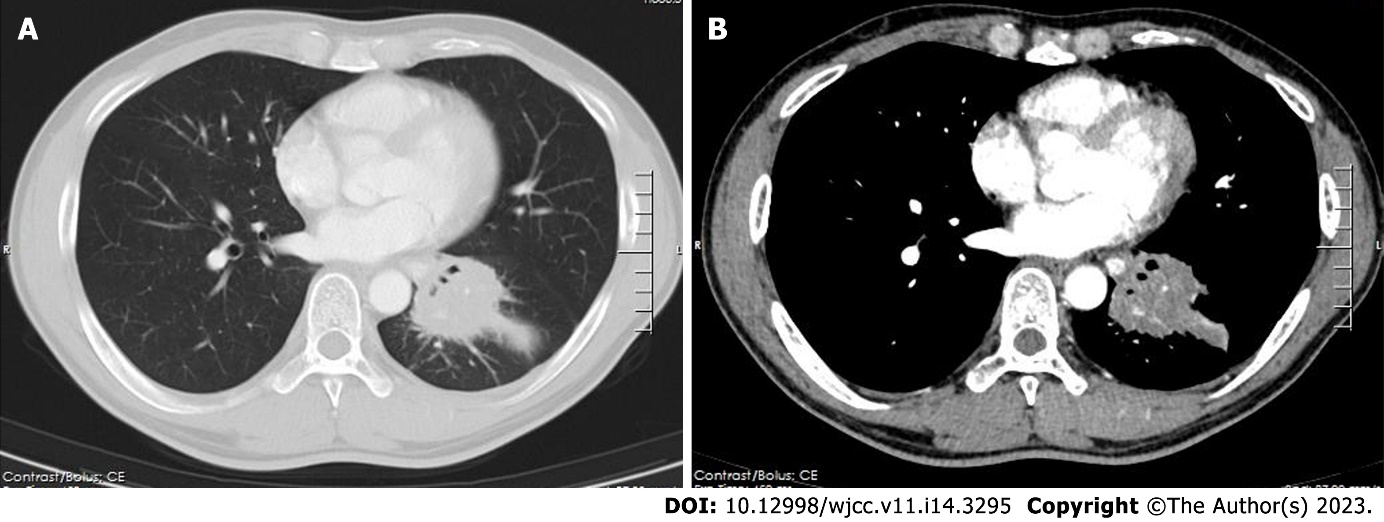 A
B
R
R
L
Contrast/Bolus; CE
Contrast/Bolus; CE
DOI: 10.12998/wjcc.v11.i14.3295 Copyright ©The Author(s) 2023.